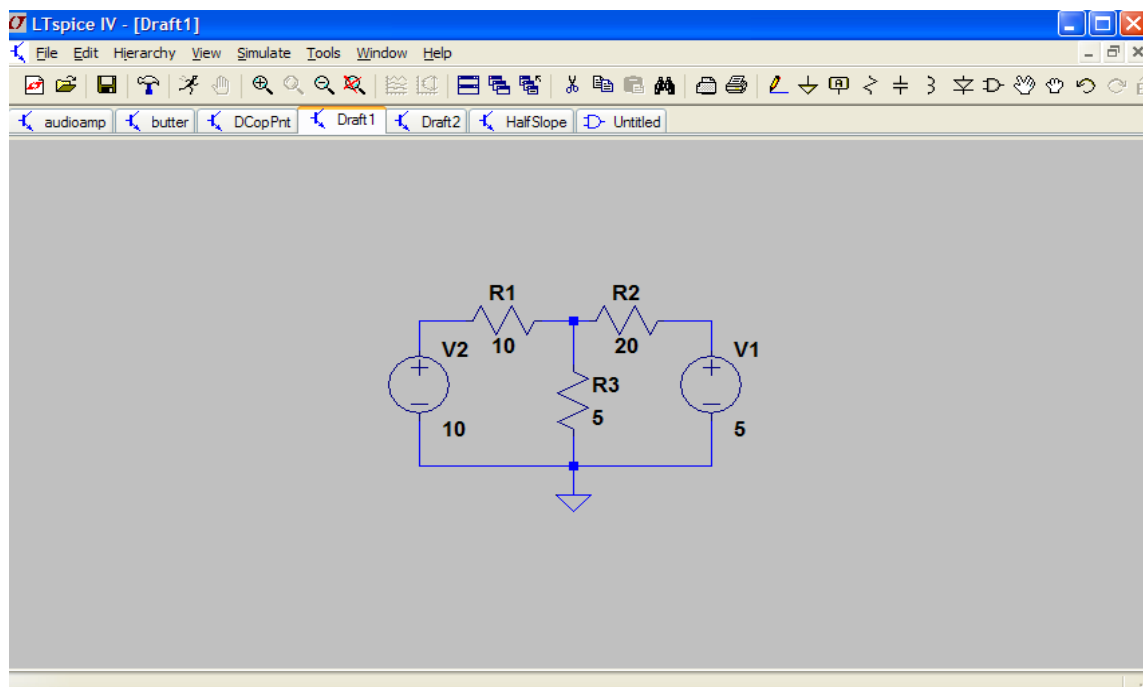 LTspice IV - [Draft1]
File Edit Hierarchy View Simulate Tools Window Help
audioamp butter DCopPnt Draft1 Draft2 HalfSlope Untitled
R1 R2
V2 10 20 V1
R3
5
10 5